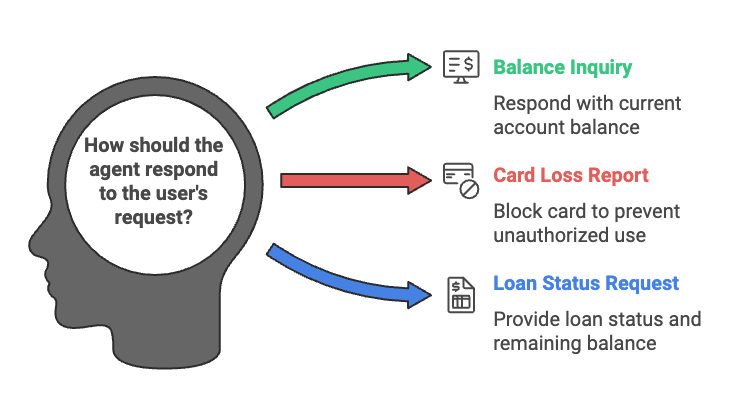 How should the
agent respond
to the user's
request?
Balance Inquiry
Respond with current
account balance
Card Loss Report
Block card to prevent
unauthorized use
Loan Status Request
Provide loan status and
remaining balance